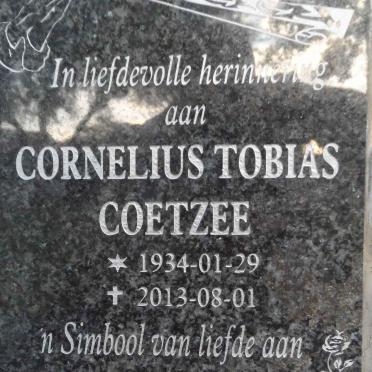 In liefdevolle herinnering
aan
CORNELIUS TOBIAS
COETZEE
✶ 1934-01-29
✝ 2013-08-01
'n Simbool van liefde aan